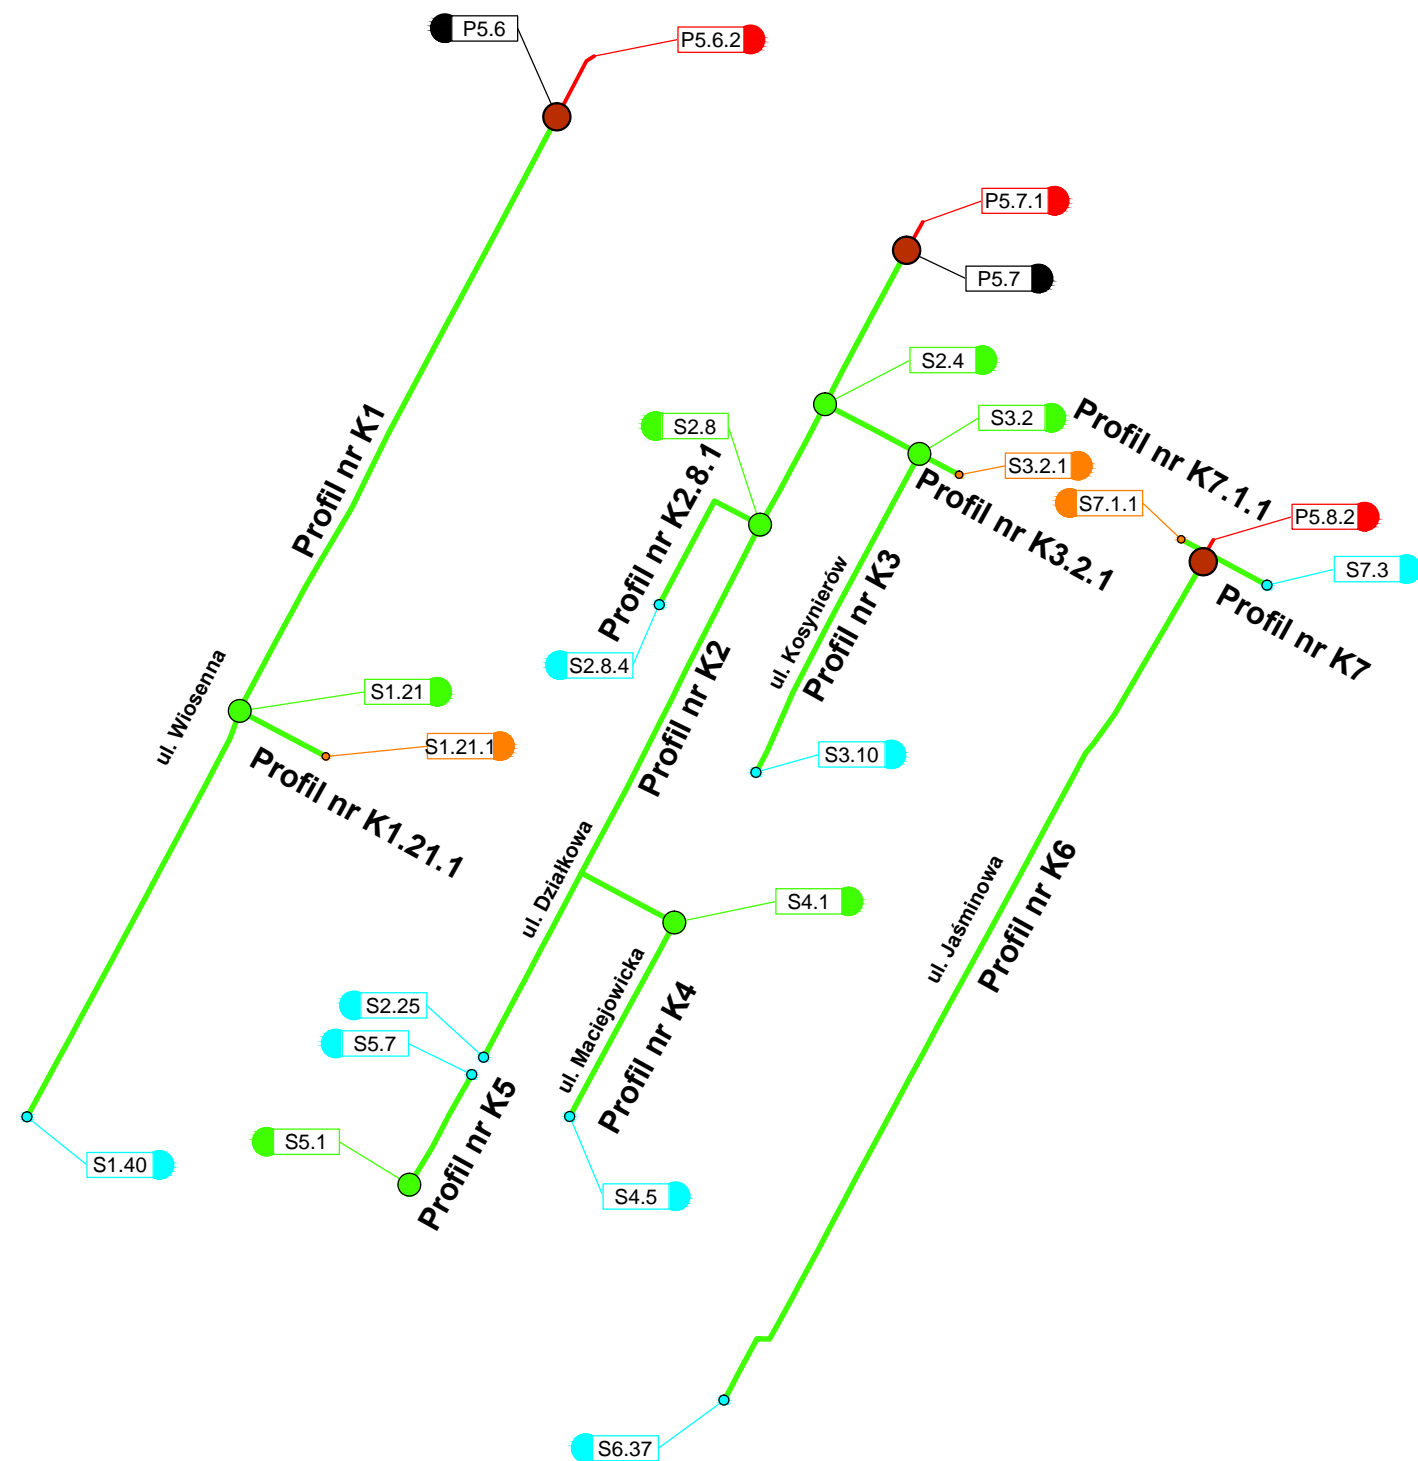 P5.6
P5.6.2
P5.7.1
P5.7
S2.4
S2.8
S3.2
S3.2.1
Profil nr K7.1.1
S7.1.1
P5.8.2
S7.3
Profil nr K1
Profil nr K2.8.1
Profil nr K3.2.1
Profil nr K3
ul. Kosynierów
Profil nr K7
S2.8.4
Profil nr K2
ul. Wiosenna
S1.21
S1.21.1
Profil nr K1.21.1
S3.10
ul. Działkowa
S4.1
ul. Jaśminowa
Profil nr K6
S2.25
S5.7
ul. Maciejowicka
Profil nr K4
Profil nr K5
S5.1
S1.40
S4.5
S6.37